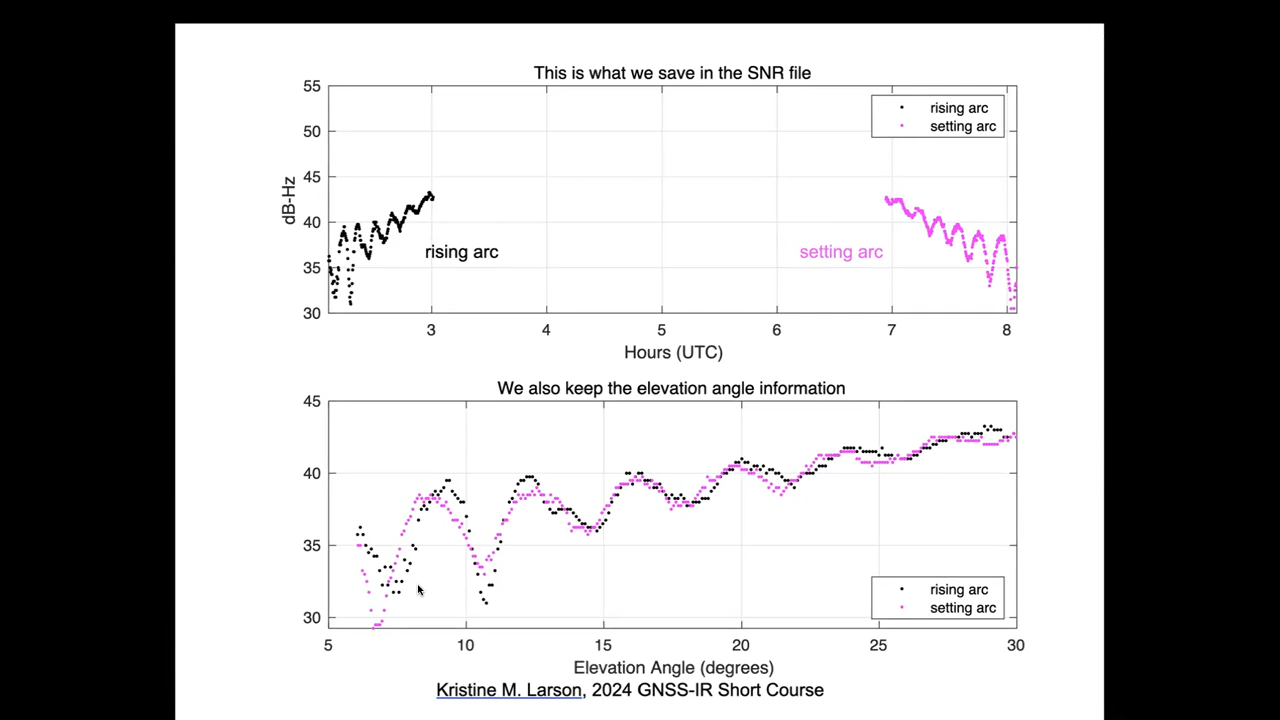 This is what we save in the SNR file
55
50
45
40
35
30
dB-Hz
rising arc
setting arc
rising arc
setting arc
3 4 5 6 7 8
Hours (UTC)
We also keep the elevation angle information
45
40
35
30
rising arc
setting arc
5 10 15 20 25 30
Elevation Angle (degrees)
Kristine M. Larson, 2024 GNSS-IR Short Course